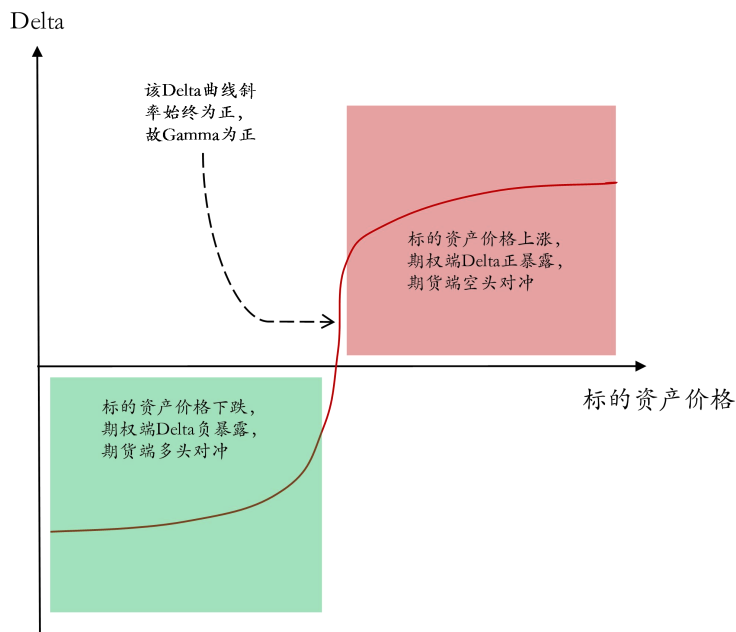 Delta
该Delta曲线斜
率始终为正，
故Gamma为正
标的资产价格上涨，
期权端Delta正暴露，
期货端空头对冲
标的资产价格
标的资产价格下跌，
期权端Delta负暴露，
期货端多头对冲